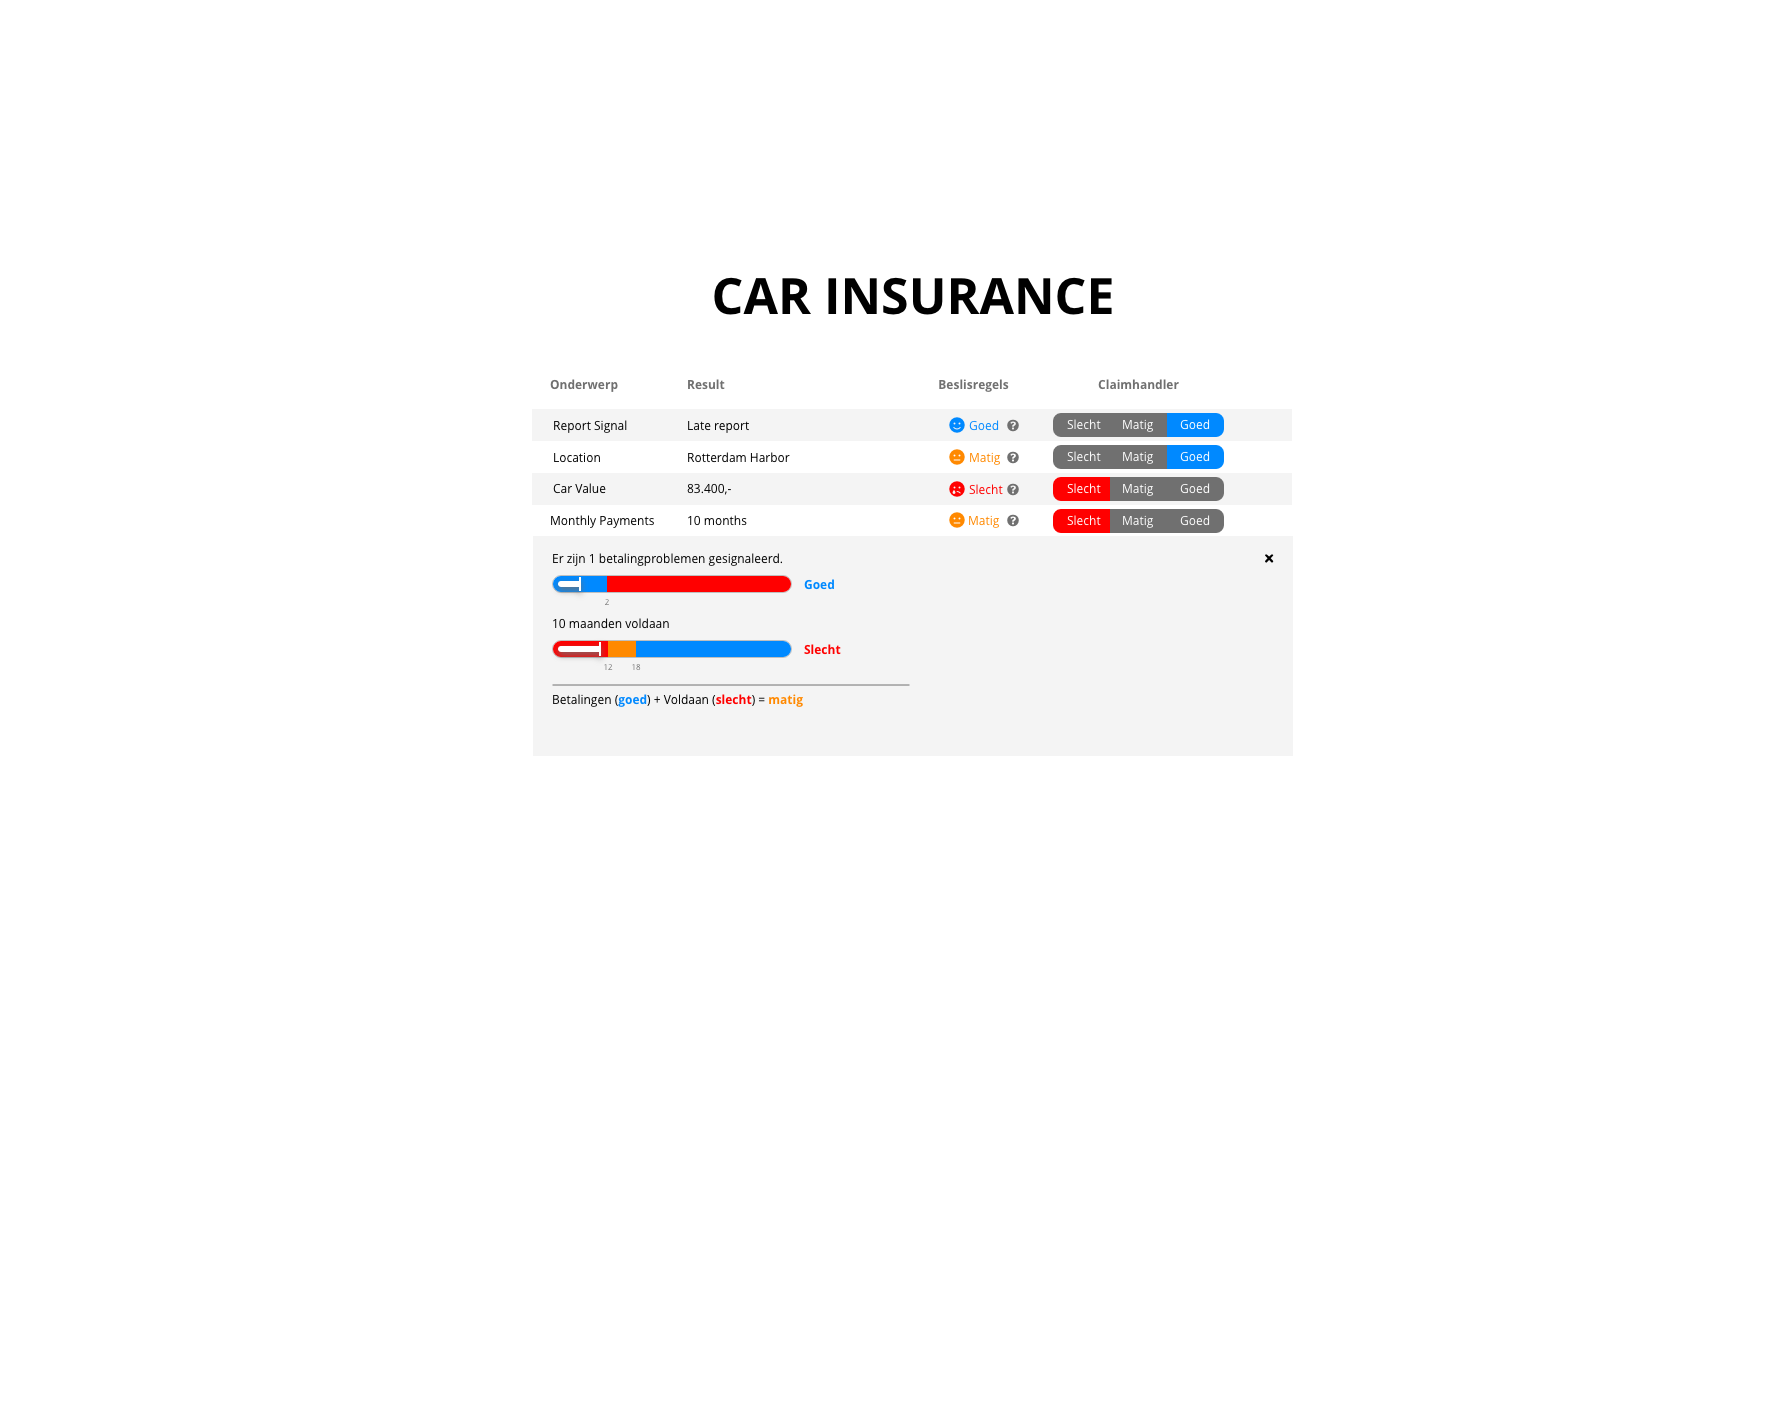 CAR INSURANCE
Onderwerp Result Beslisregels Claimhandler
Report Signal Late report Goed ? Slecht Matig Goed
Location Rotterdam Harbor Matig ? Slecht Matig Goed
Car Value 83.400,- Slecht ? Slecht Matig Goed
Monthly Payments 10 months Matig ? Slecht Matig Goed
Er zijn 1 betalingproblemen gesignaleerd.
Goed
2
10 maanden voldaan
Slecht
12 18
Betalingen (goed) + Voldaan (slecht) = matig